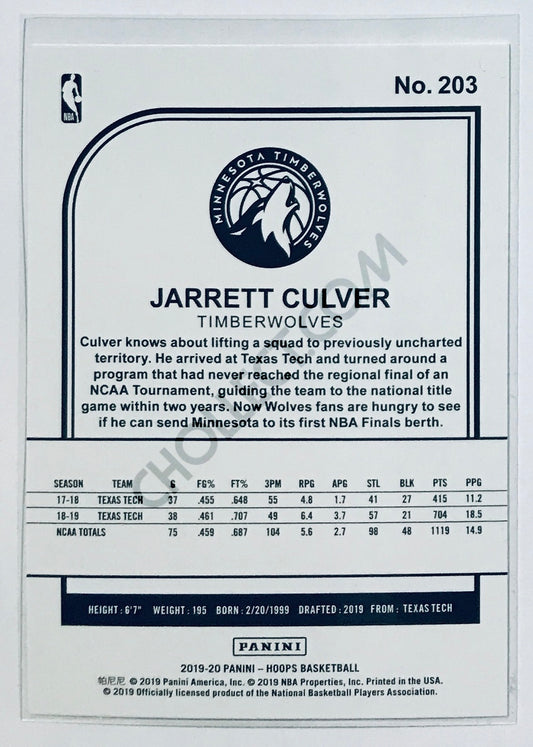 No. 203
NBA
MINNESOTA TIMBERWOLVES
JARRETT CULVER
TIMBERWOLVES
Culver knows about lifting a squad to previously uncharted
territory. He arrived at Texas Tech and turned around a
program that had never reached the regional final of an
NCAA Tournament, guiding the team to the national title
game within two years. Now Wolves fans are hungry to see
if he can send Minnesota to its first NBA Finals berth.
SEASON TEAM G FG% FT% 3PM RPG APG STL BLK PTS PPG
17-18 TEXAS TECH 37 .455 .648 55 4.8 1.7 41 27 415 11.2
18-19 TEXAS TECH 38 .461 .707 49 6.4 3.7 57 21 704 18.5
NCAA TOTALS 75 .459 .687 104 5.6 2.7 98 48 1119 14.9
HEIGHT: 6'7" WEIGHT: 195 BORN: 2/20/1999 DRAFTED: 2019 FROM: TEXAS TECH
PANINI
2019-20 PANINI – HOOPS BASKETBALL
帕尼尼 © 2019 Panini America, Inc. © 2019 NBA Properties, Inc. Printed in the USA.
© 2019 Officially licensed product of the National Basketball Players Association.